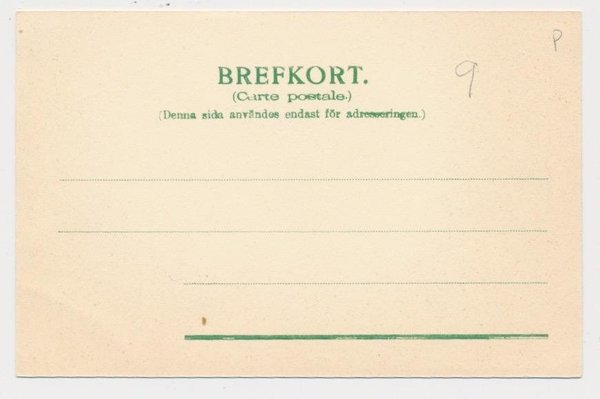 P
9
BREFKORT.
(Carte postale.)
(Denna sida användes endast för adresseringen.)